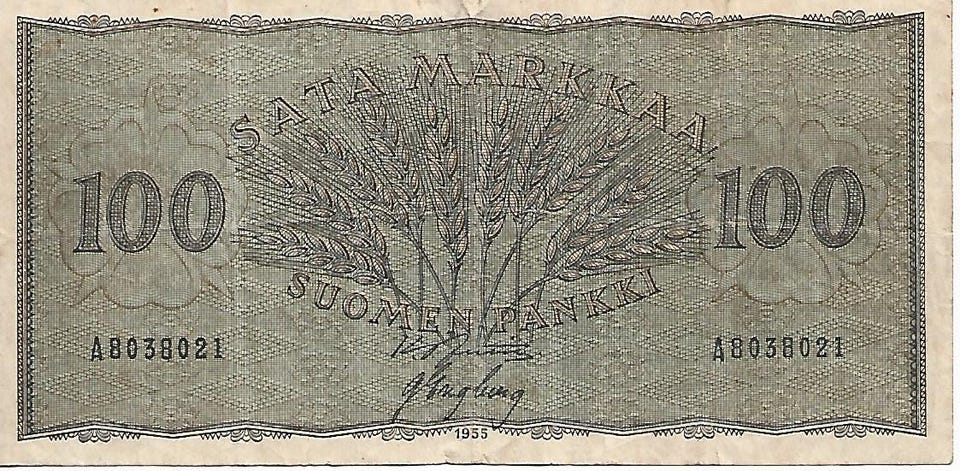 SATA MARKKAA
100 100
SUOMEN PANKKI
A8038021 A8038021
1955